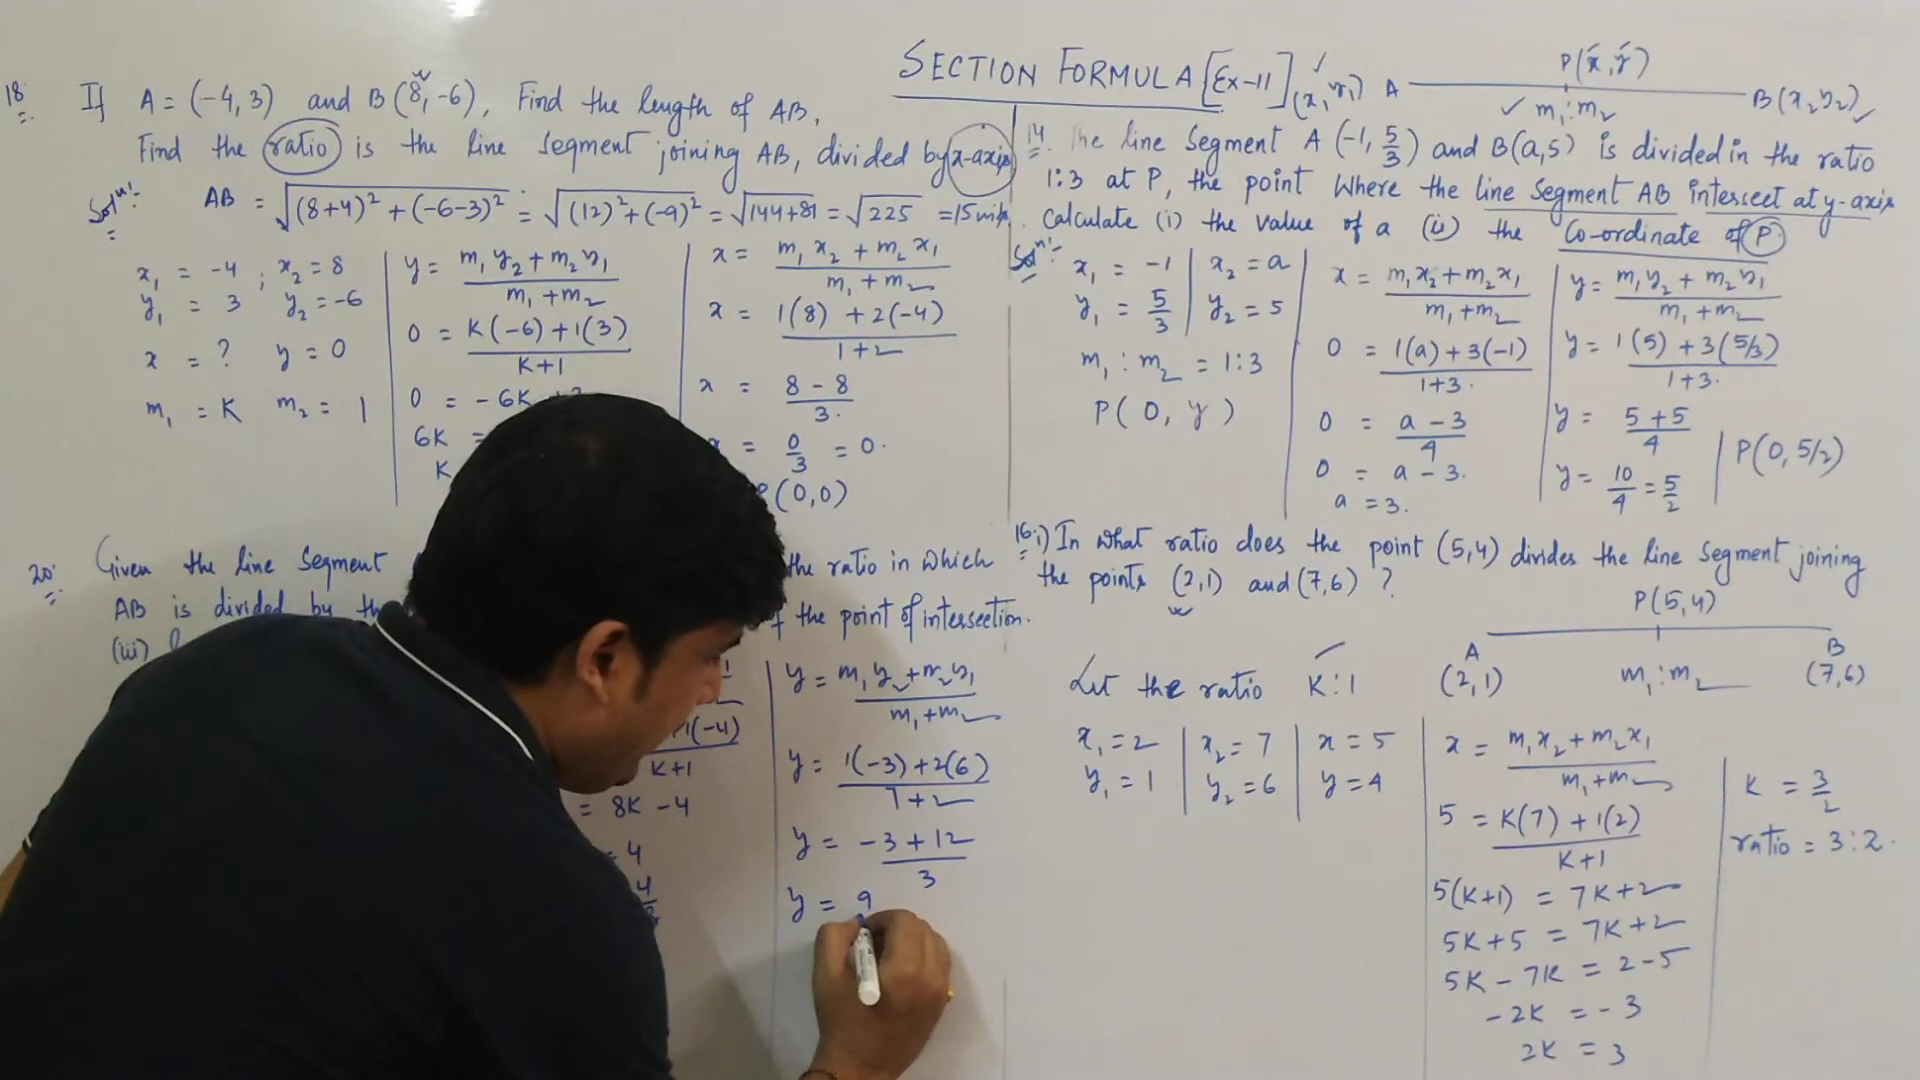 SECTION FORMULA [Ex-11]
(x₁y₁) A P(x, y) B(x₂y₂)
m₁:m₂
18. If A = (-4, 3) and B(8, -6), Find the length of AB,
Find the ratio is the line segment joining AB, divided by x-axis
Solⁿ:- AB = √(8+4)² + (-6-3)² = √(12)²+(-9)² = √144+81 = √225 = 15 units.
x₁ = -4 ; x₂ = 8
y₁ = 3 y₂ = -6
x = ? y = 0
m₁ = K m₂ = 1
y = m₁y₂ + m₂y₁ / m₁+m₂
0 = K(-6) + 1(3) / K+1
0 = -6K
6K =
K
x = m₁x₂ + m₂x₁ / m₁+m₂
x = 1(8) + 2(-4) / 1+2
x = 8 - 8 / 3.
= 0/3 = 0.
(0,0)
14. The line segment A(-1, 5/3) and B(a,5) is divided in the ratio
1:3 at P, the point where the line segment AB intersect at y-axis
Calculate (i) the value of a (ii) the Co-ordinate of P
Solⁿ:- x₁ = -1 | x₂ = a
y₁ = 5/3 | y₂ = 5
m₁ : m₂ = 1:3
P(0, y)
x = m₁x₂ + m₂x₁ / m₁+m₂
0 = 1(a) + 3(-1) / 1+3.
0 = a - 3 / 4
0 = a - 3.
a = 3.
y = m₁y₂ + m₂y₁ / m₁+m₂
y = 1(5) + 3(5/3) / 1+3.
y = 5+5 / 4
y = 10/4 = 5/2
P(0, 5/2)
20. Given the line segment the ratio in which
AB is divided by the the point of intersection.
(iii)
1(-4)
K+1
= 8K - 4
= 4
y = m₁y₂+m₂y₁ / m₁+m₂
y = 1(-3)+2(6) / 1+2
y = -3+12 / 3
y = 9
16. i) In what ratio does the point (5,4) divides the line segment joining
the points (2,1) and (7,6) ?
P(5,4)
A B
(2,1) m₁:m₂ (7,6)
Let the ratio K:1
x₁ = 2 | x₂ = 7 | x = 5
y₁ = 1 | y₂ = 6 | y = 4
x = m₁x₂+m₂x₁ / m₁+m₂
5 = K(7) + 1(2) / K+1
5(K+1) = 7K+2
5K+5 = 7K+2
5K - 7K = 2-5
-2K = -3
2K = 3
K = 3/2
ratio = 3:2.